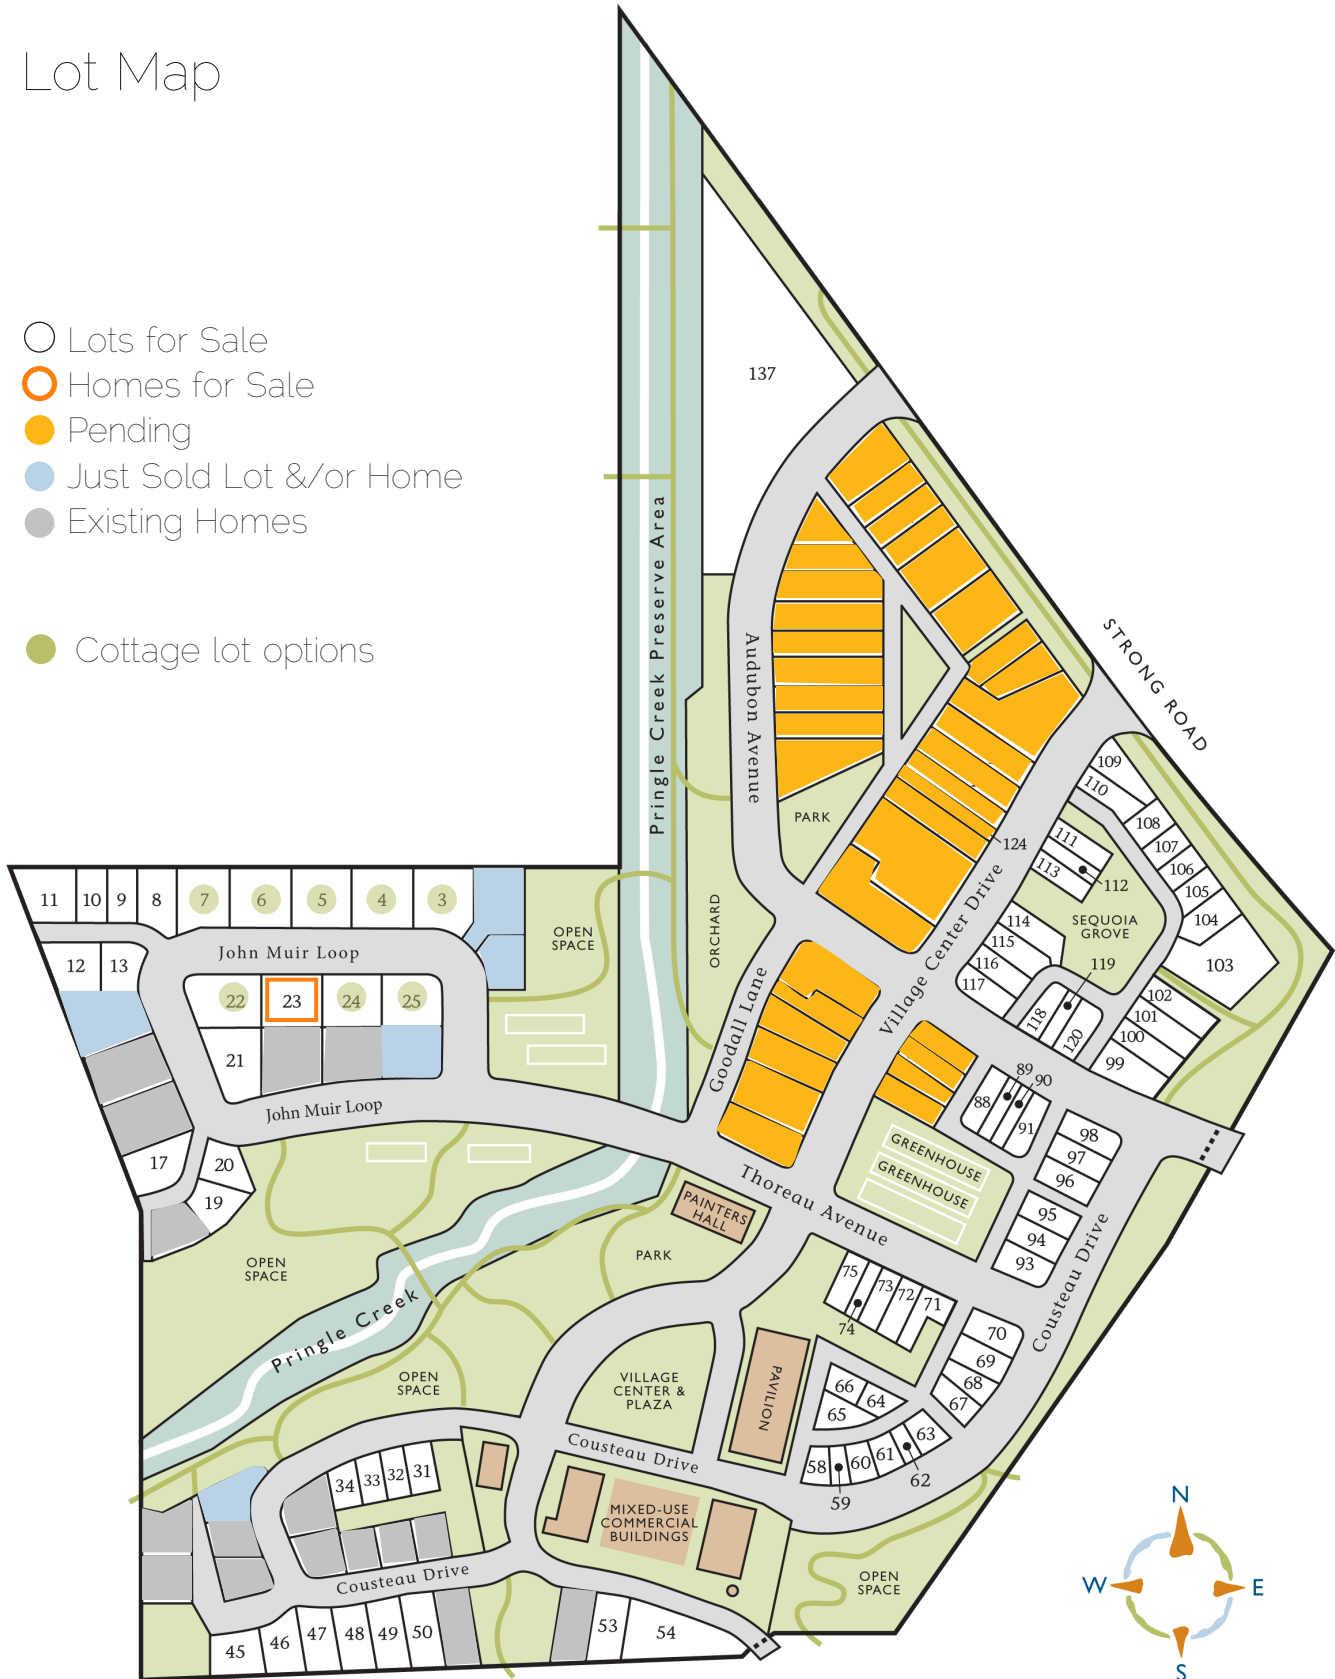 Lot Map
Lots for Sale
Homes for Sale
Pending
Just Sold Lot &/or Home
Existing Homes
Cottage lot options
137
Pringle Creek Preserve Area
STRONG ROAD
Audubon Avenue
PARK
ORCHARD
Goodall Lane
Village Center Drive
124
109
110
108
107
106
105
104
103
111
113
112
SEQUOIA
GROVE
114
115
116
117
119
118
120
102
101
100
99
11
10
9
8
7
6
5
4
3
OPEN
SPACE
John Muir Loop
12
13
22
23
24
25
21
John Muir Loop
17
20
19
OPEN
SPACE
89
90
88
91
98
97
96
95
94
93
GREENHOUSE
GREENHOUSE
Thoreau Avenue
PAINTERS
HALL
PARK
Cousteau Drive
75
73
72
71
74
70
69
68
67
Pringle Creek
OPEN
SPACE
VILLAGE
CENTER &
PLAZA
PAVILION
66
64
65
58
60
61
63
59
62
Cousteau Drive
34
33
32
31
MIXED-USE
COMMERCIAL
BUILDINGS
Cousteau Drive
OPEN
SPACE
45
46
47
48
49
50
53
54
N
W
E
S